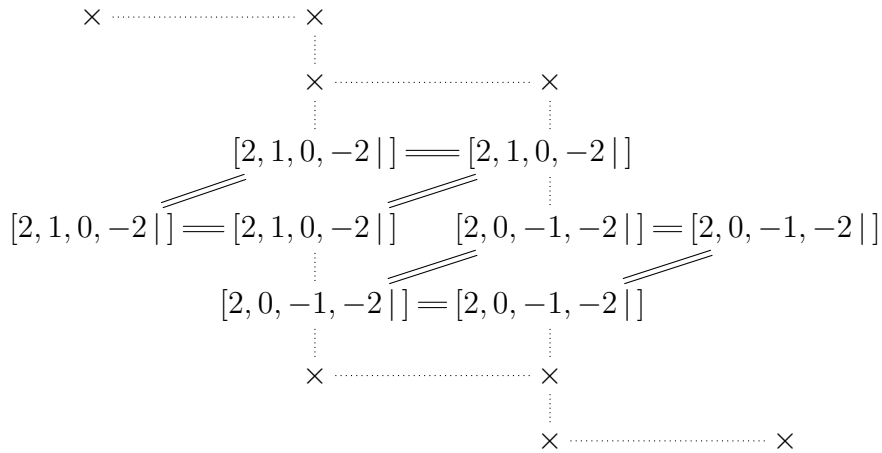 × ×
× ×
[2, 1, 0, −2 | ] [2, 1, 0, −2 | ]
[2, 1, 0, −2 | ] [2, 1, 0, −2 | ] [2, 0, −1, −2 | ] [2, 0, −1, −2 | ]
[2, 0, −1, −2 | ] [2, 0, −1, −2 | ]
× ×
× ×